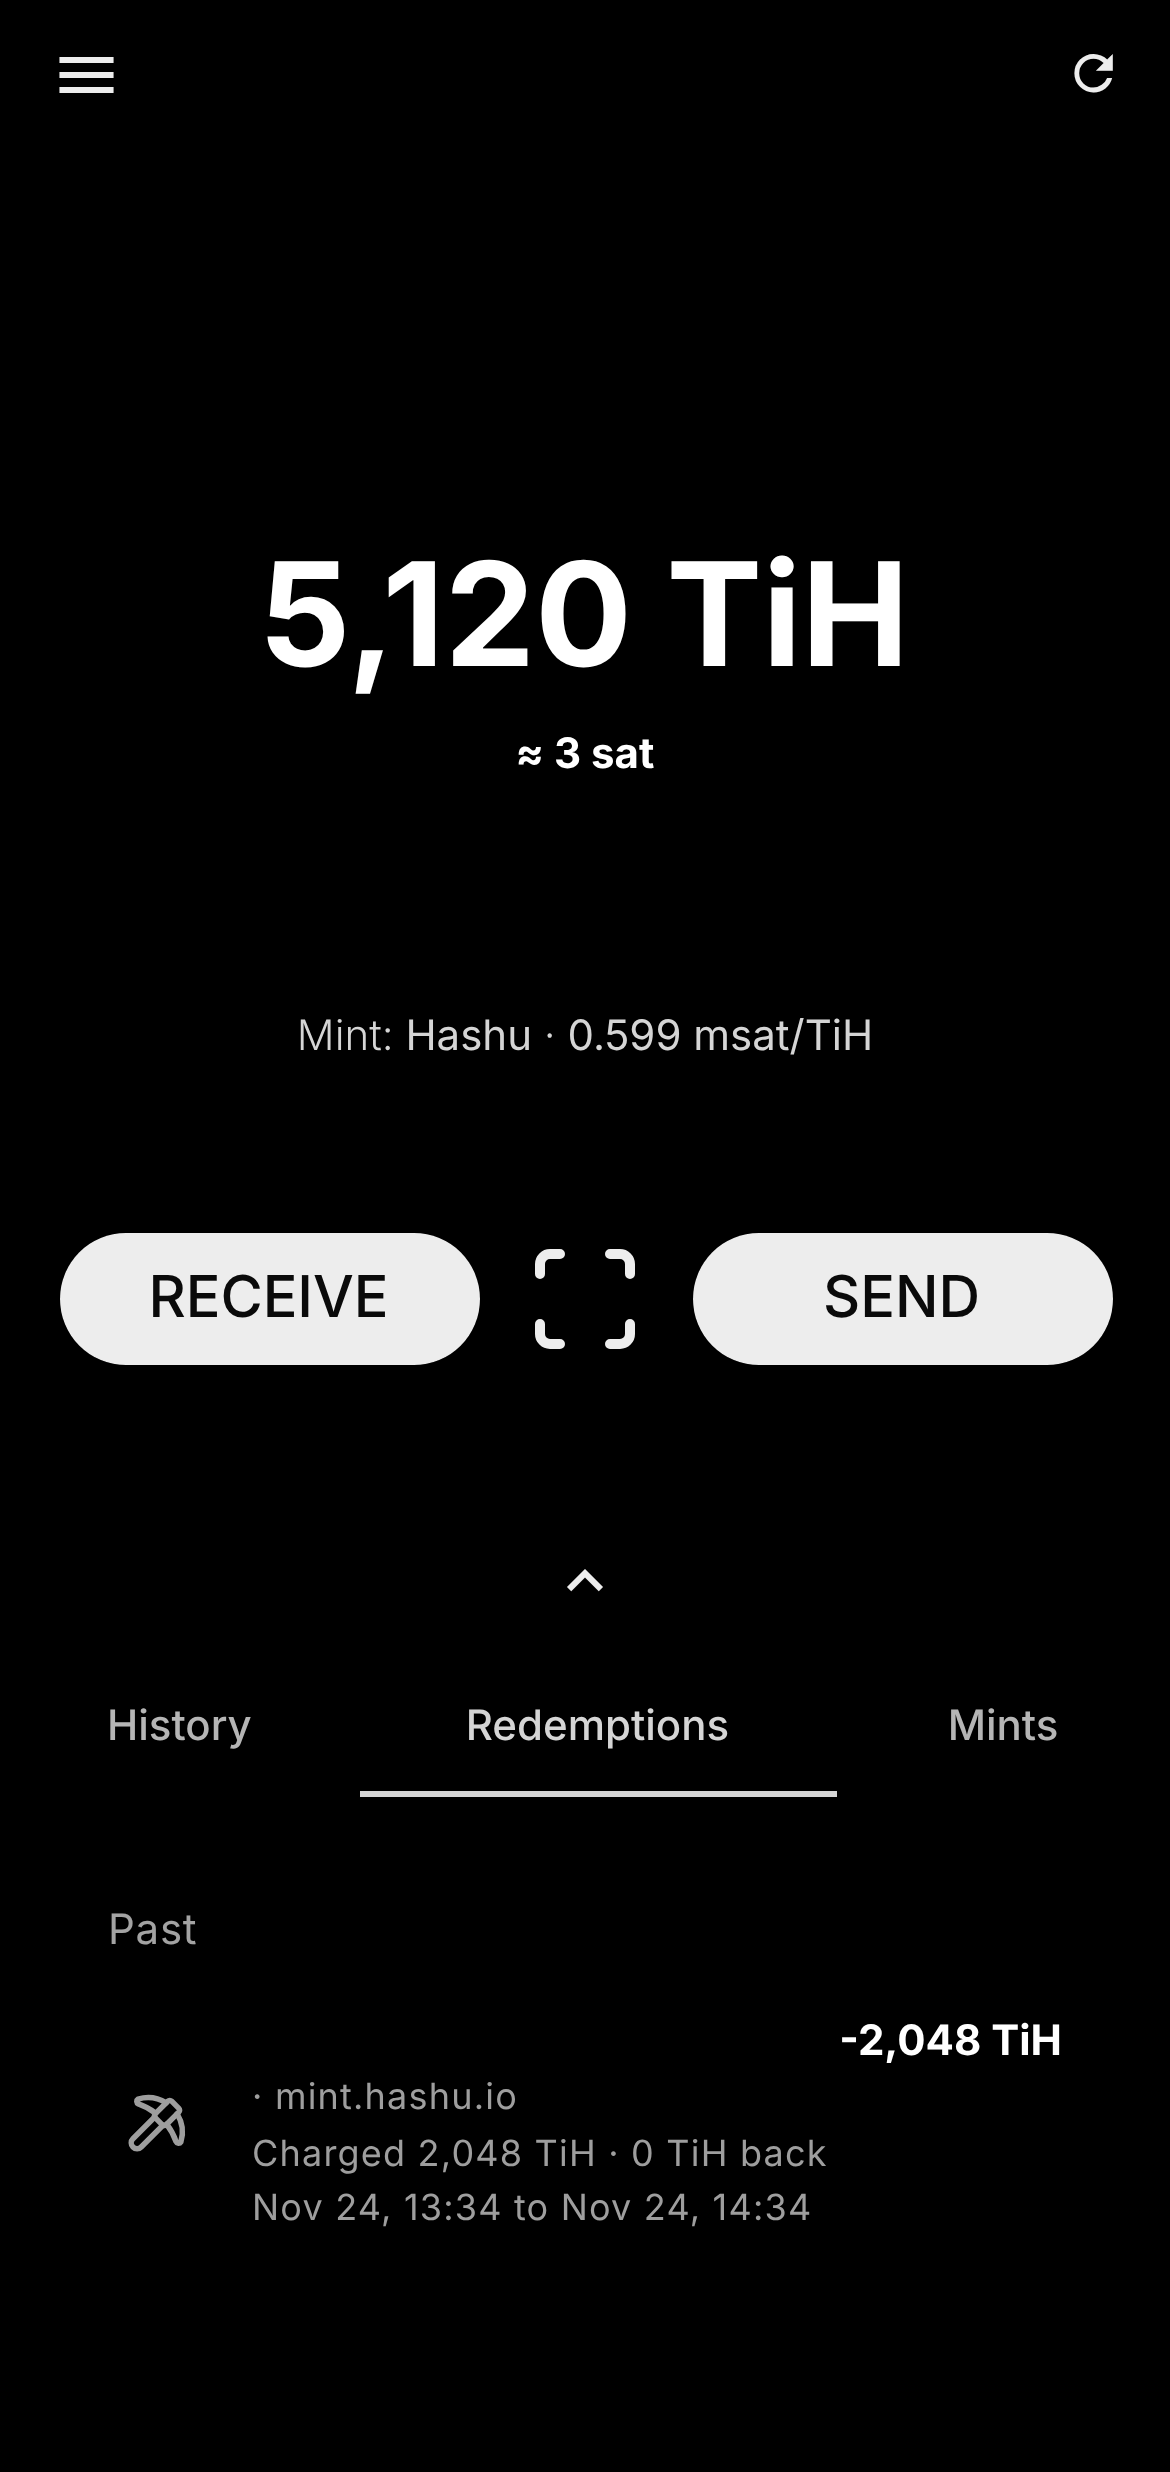 5,120 TiH
≈ 3 sat
Mint: Hashu · 0.599 msat/TiH
RECEIVE
SEND
History
Redemptions
Mints
Past
-2,048 TiH
· mint.hashu.io
Charged 2,048 TiH · 0 TiH back
Nov 24, 13:34 to Nov 24, 14:34